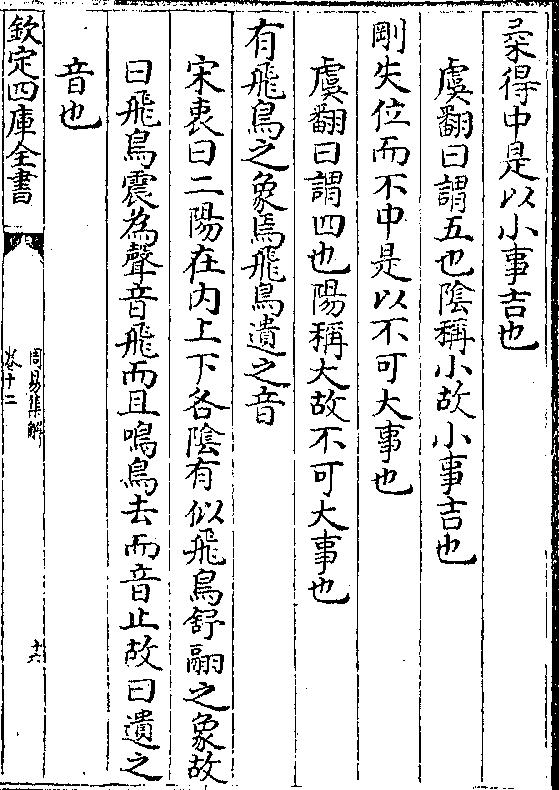 柔得中是以小事吉也
虞翻曰謂五也陰稱小故小事吉也
剛失位而不中是以不可大事也
虞翻曰謂四也陽稱大故不可大事也
有飛鳥之象焉飛鳥遺之音
宋衷曰二陽在内上下各陰有似飛鳥舒翮之象故
曰飛鳥震為聲音飛而且鳴鳥去而音止故曰遺之
音也
欽定四庫全書
周易集解
卷十二
十六